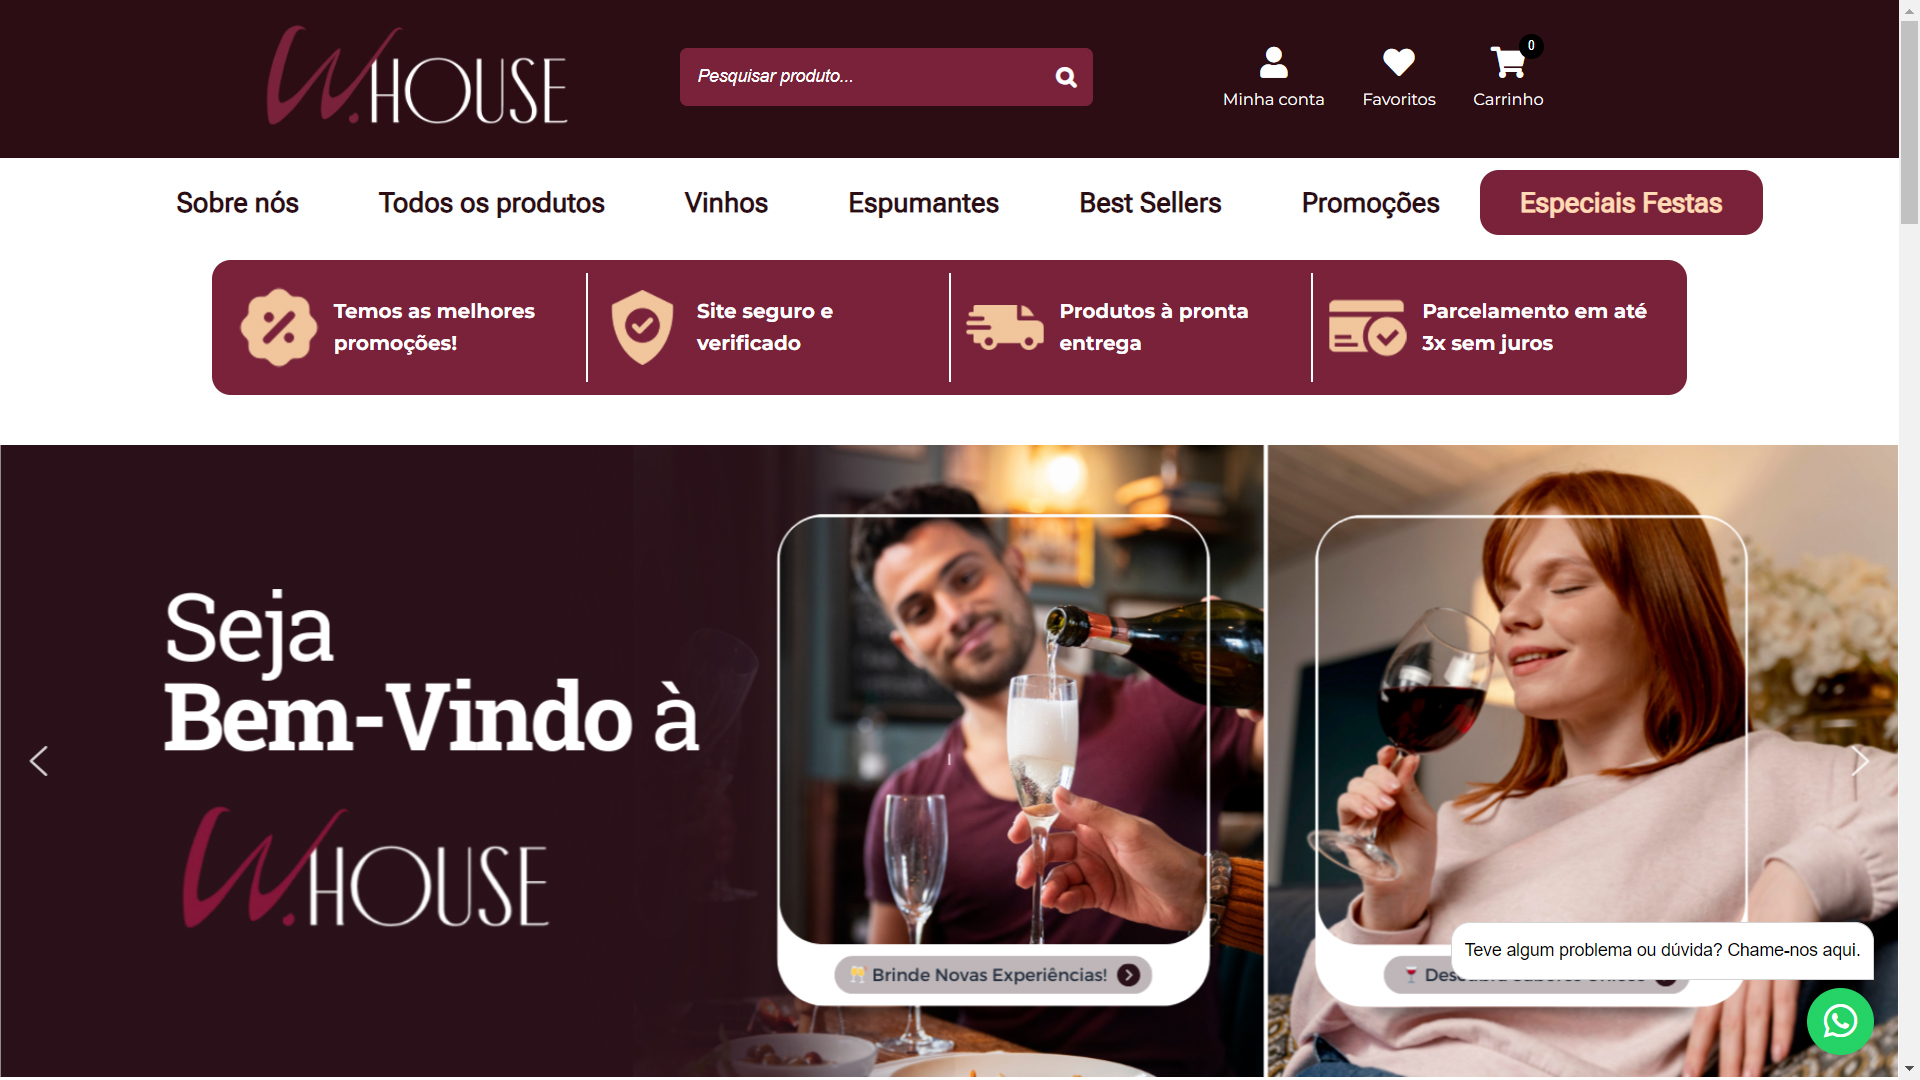 W.HOUSE
Pesquisar produto...
Minha conta
Favoritos
0
Carrinho
Sobre nós
Todos os produtos
Vinhos
Espumantes
Best Sellers
Promoções
Especiais Festas
Temos as melhores
promoções!
Site seguro e
verificado
Produtos à pronta
entrega
Parcelamento em até
3x sem juros
Seja
Bem-Vindo à
W.HOUSE
Brinde Novas Experiências!
Teve algum problema ou dúvida? Chame-nos aqui.